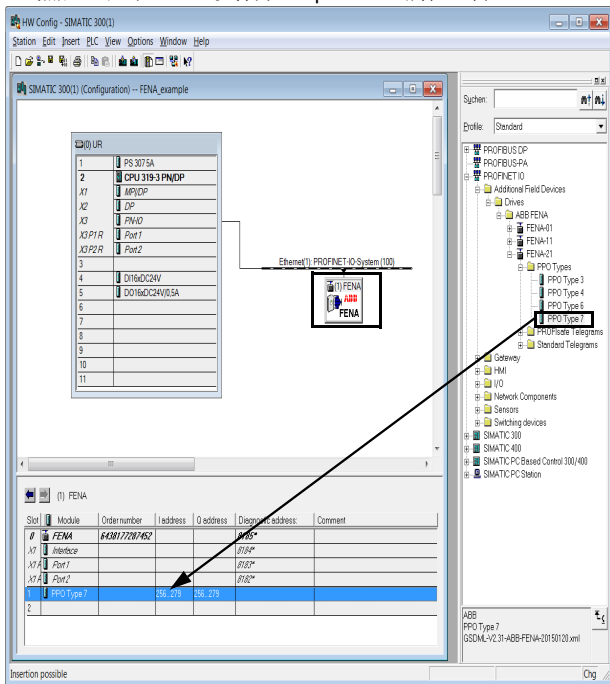 HW Config - SIMATIC 300(1)
Station Edit Insert PLC View Options Window Help
SIMATIC 300(1) (Configuration) -- FENA_example
(0) UR
1 PS 307 5A
2 CPU 319-3 PN/DP
X1 MPI/DP
X2 DP
X3 PN-IO
X3 P1 R Port 1
X3 P2 R Port 2
3
4 DI16xDC24V
5 DO16xDC24V/0,5A
6
7
8
9
10
11
Ethernet(1): PROFINET-IO-System (100)
(1) FENA
ABB
FENA
Suchen:
Profile: Standard
PROFIBUS DP
PROFIBUS-PA
PROFINET IO
Additional Field Devices
Drives
ABB FENA
FENA-01
FENA-11
FENA-21
PPO Types
PPO Type 3
PPO Type 4
PPO Type 6
PPO Type 7
PROFIsafe Telegrams
Standard Telegrams
Gateway
HMI
I/O
Network Components
Sensors
Switching devices
SIMATIC 300
SIMATIC 400
SIMATIC PC Based Control 300/400
SIMATIC PC Station
(1) FENA
Slot Module Order number I address Q address Diagnostic address: Comment
0 FENA 6438177287452 8185*
X1 Interface 8184*
Port 1 8183*
Port 2 8182*
1 PPO Type 7 256...279 256...279
2
ABB
PPO Type 7
GSDML-V2.31-ABB-FENA-20150120.xml
Insertion possible
Chg